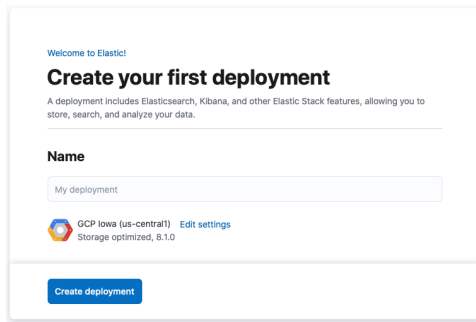 Welcome to Elastic!
Create your first deployment
A deployment includes Elasticsearch, Kibana, and other Elastic Stack features, allowing you to
store, search, and analyze your data.
Name
My deployment
GCP Iowa (us-central1) Edit settings
Storage optimized, 8.1.0
Create deployment